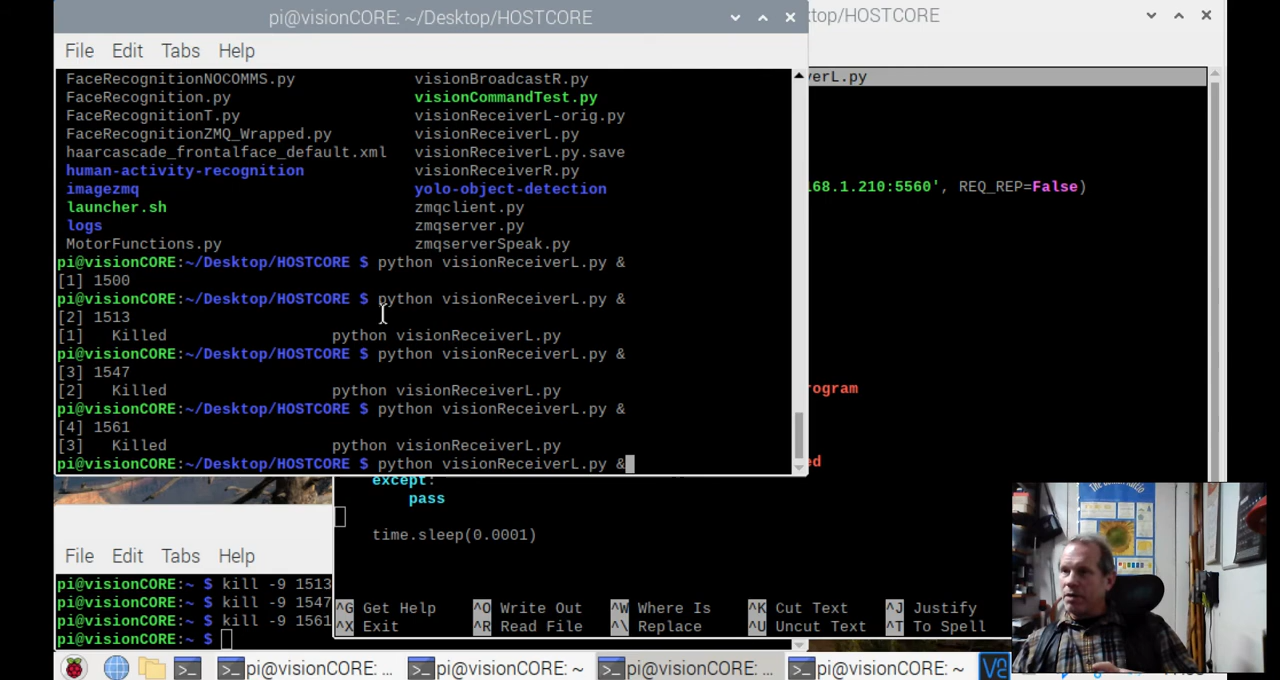 pi@visionCORE: ~/Desktop/HOSTCORE
top/HOSTCORE
File Edit Tabs Help
FaceRecognitionNOCOMMS.py visionBroadcastR.py
FaceRecognition.py visionCommandTest.py
FaceRecognitionT.py visionReceiverL-orig.py
FaceRecognitionZMQ_Wrapped.py visionReceiverL.py
haarcascade_frontalface_default.xml visionReceiverL.py.save
human-activity-recognition visionReceiverR.py
imagezmq yolo-object-detection
launcher.sh zmqclient.py
logs zmqserver.py
MotorFunctions.py zmqserverSpeak.py
pi@visionCORE:~/Desktop/HOSTCORE $ python visionReceiverL.py &
[1] 1500
pi@visionCORE:~/Desktop/HOSTCORE $ python visionReceiverL.py &
[2] 1513
[1] Killed python visionReceiverL.py
pi@visionCORE:~/Desktop/HOSTCORE $ python visionReceiverL.py &
[3] 1547
[2] Killed python visionReceiverL.py
pi@visionCORE:~/Desktop/HOSTCORE $ python visionReceiverL.py &
[4] 1561
[3] Killed python visionReceiverL.py
pi@visionCORE:~/Desktop/HOSTCORE $ python visionReceiverL.py &
verL.py
68.1.210:5560', REQ_REP=False)
rogram
ed
except:
pass
time.sleep(0.0001)
^G Get Help ^O Write Out ^W Where Is ^K Cut Text ^J Justify
^X Exit ^R Read File ^\ Replace ^U Uncut Text ^T To Spell
File Edit Tabs Help
pi@visionCORE:~ $ kill -9 1513
pi@visionCORE:~ $ kill -9 1547
pi@visionCORE:~ $ kill -9 1561
pi@visionCORE:~ $
pi@visionCORE: ... pi@visionCORE: ~ pi@visionCORE: ... pi@visionCORE: ~